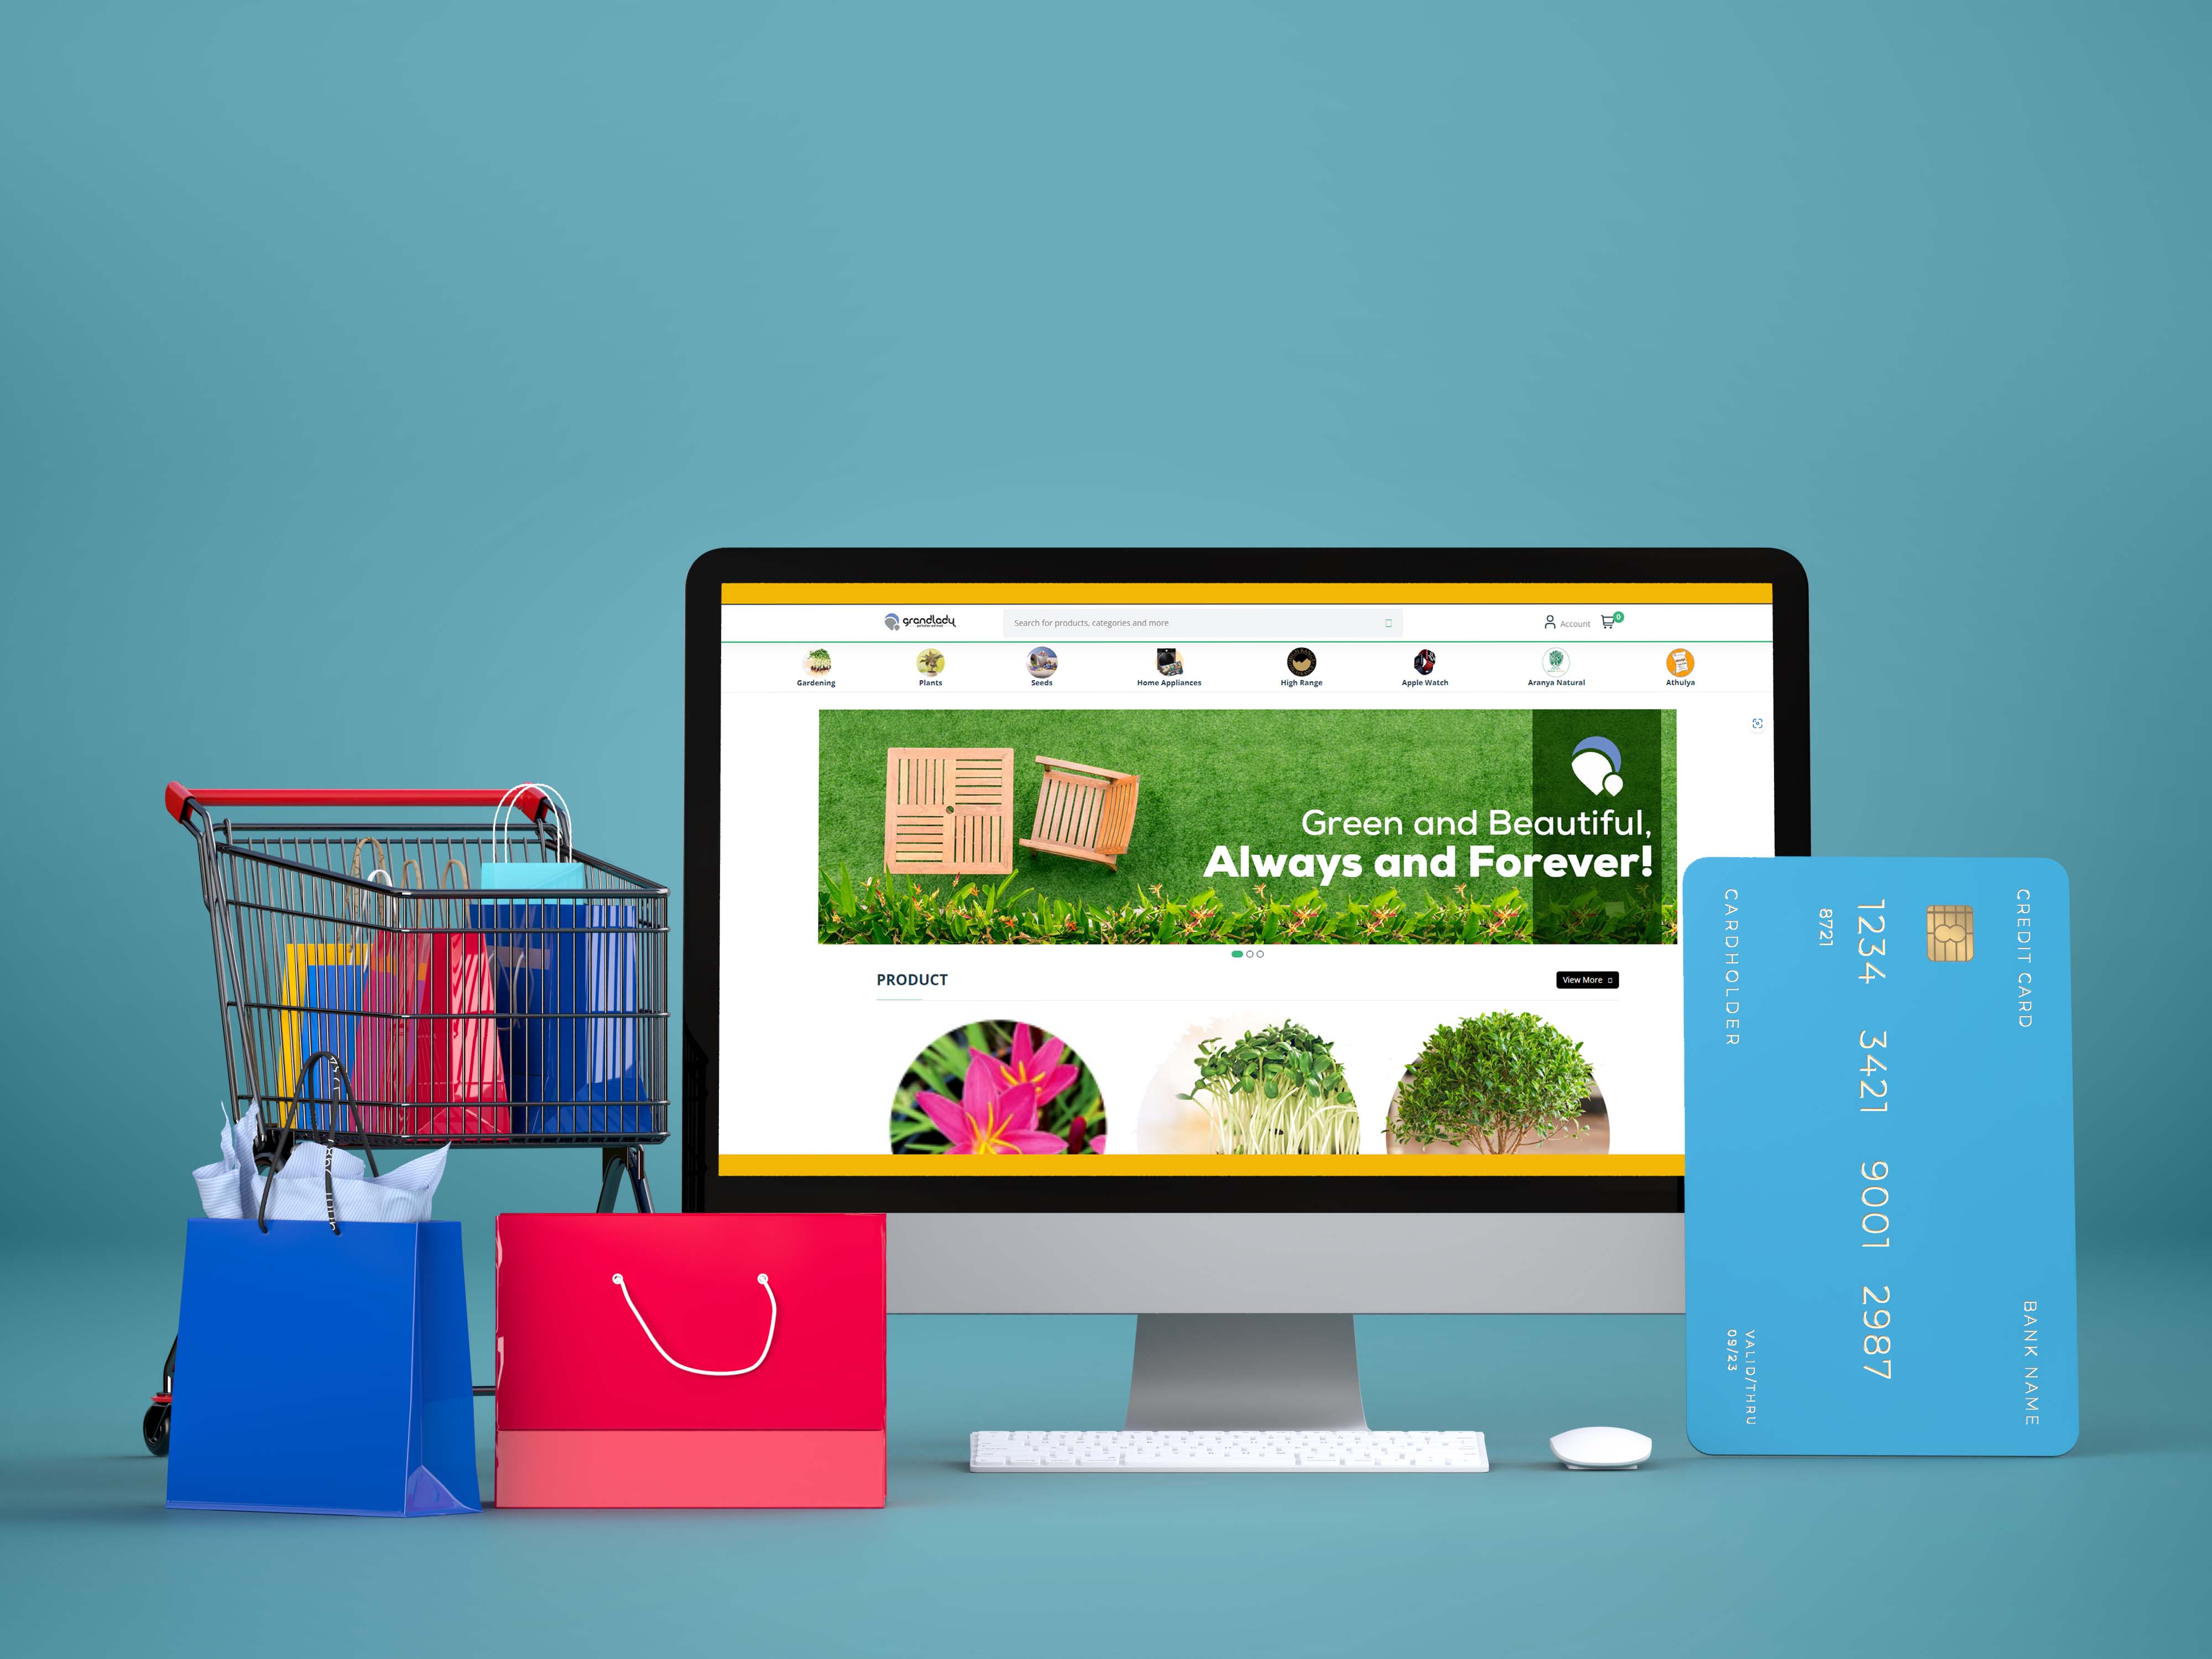 grandlady
Search for products, categories and more
Account
0
Gardening
Plants
Seeds
Home Appliances
High Range
Apple Watch
Aranya Natural
Athulya
Green and Beautiful,
Always and Forever!
PRODUCT
View More
CREDIT CARD
BANK NAME
1234 3421 9001 2987
8721
VALID/THRU
09/23
CARDHOLDER